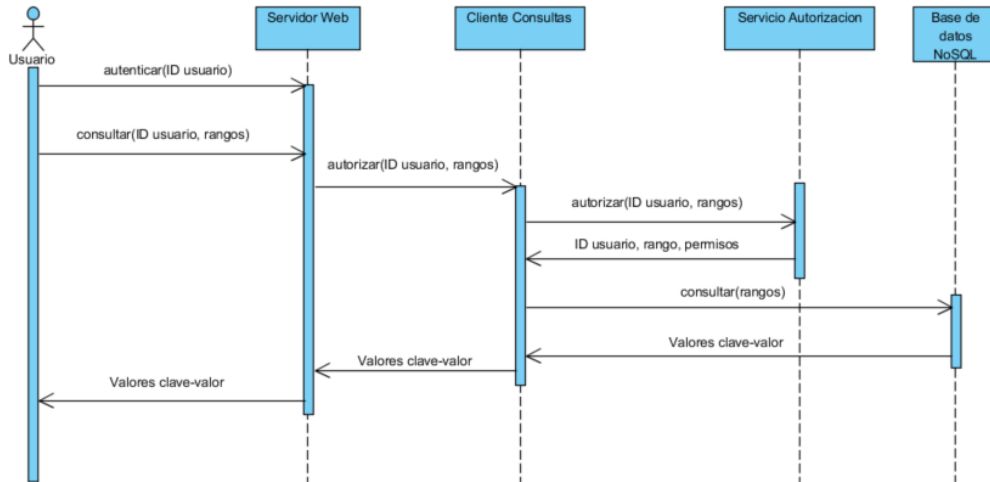 Servidor Web
Cliente Consultas
Servicio Autorizacion
Base de
datos
NoSQL
Usuario
autenticar(ID usuario)
consultar(ID usuario, rangos)
autorizar(ID usuario, rangos)
autorizar(ID usuario, rangos)
ID usuario, rango, permisos
consultar(rangos)
Valores clave-valor
Valores clave-valor
Valores clave-valor